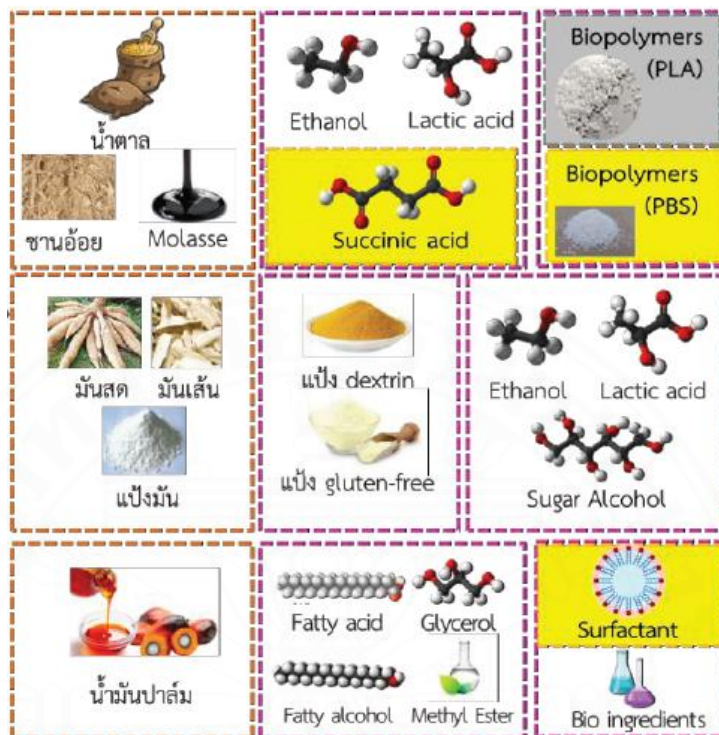 น้ำตาล
ชานอ้อย
Molasse
Ethanol
Lactic acid
Succinic acid
Biopolymers
(PLA)
Biopolymers
(PBS)
มันสด
มันเส้น
แป้งมัน
แป้ง dextrin
แป้ง gluten-free
Ethanol
Lactic acid
Sugar Alcohol
น้ำมันปาล์ม
Fatty acid
Glycerol
Fatty alcohol
Methyl Ester
Surfactant
Bio ingredients